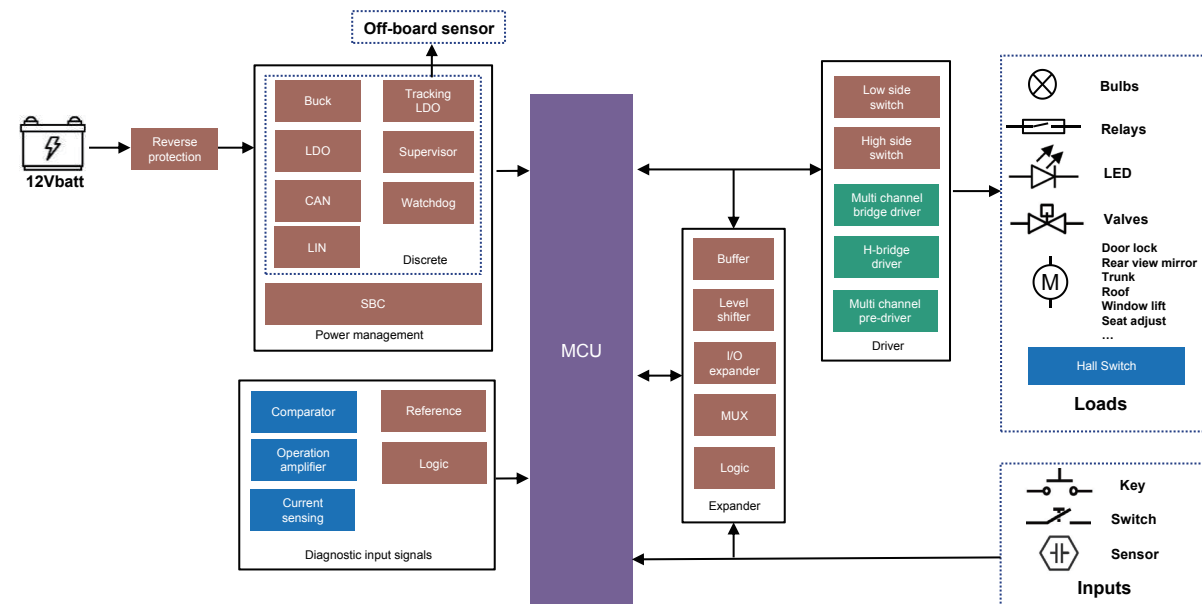 Off-board sensor
12Vbatt
Reverse
protection
Buck
Tracking
LDO
LDO
Supervisor
CAN
Watchdog
LIN
Discrete
SBC
Power management
Comparator
Reference
Operation
amplifier
Logic
Current
sensing
Diagnostic input signals
MCU
Buffer
Level
shifter
I/O
expander
MUX
Logic
Expander
Low side
switch
High side
switch
Multi channel
bridge driver
H-bridge
driver
Multi channel
pre-driver
Driver
Bulbs
Relays
LED
Valves
M
Door lock
Rear view mirror
Trunk
Roof
Window lift
Seat adjust
...
Hall Switch
Loads
Key
Switch
Sensor
Inputs